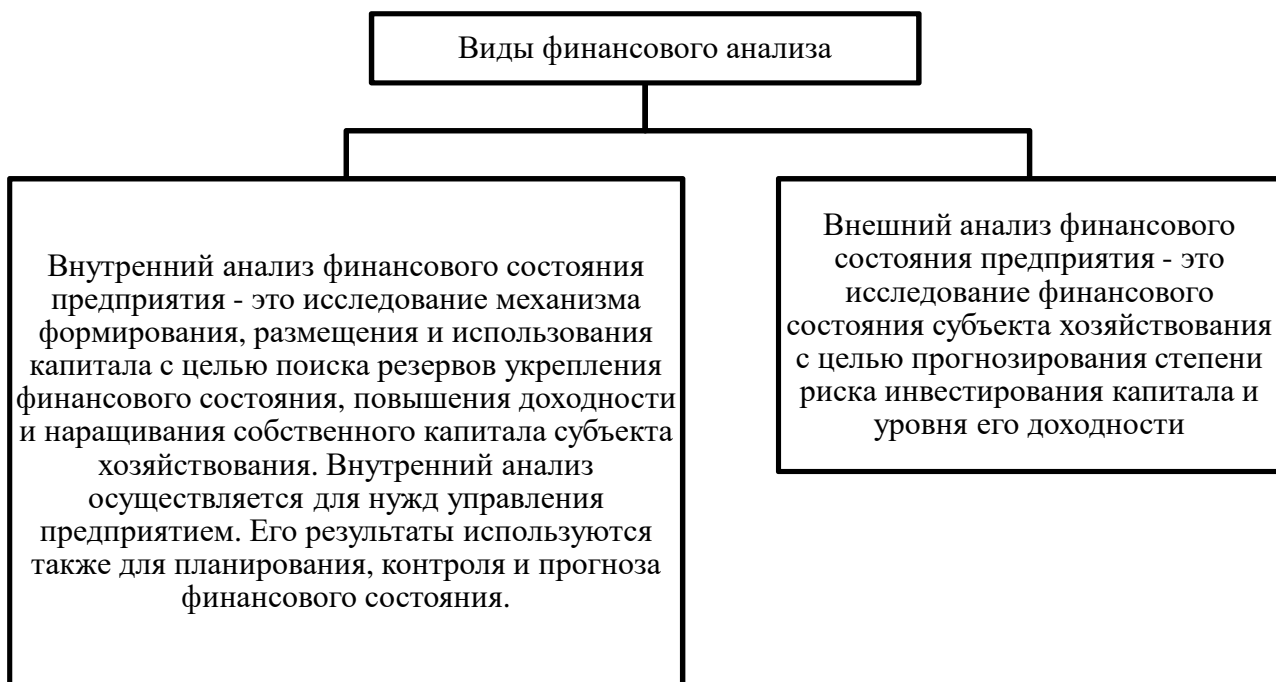 Виды финансового анализа
Внутренний анализ финансового состояния
предприятия - это исследование механизма
формирования, размещения и использования
капитала с целью поиска резервов укрепления
финансового состояния, повышения доходности
и наращивания собственного капитала субъекта
хозяйствования. Внутренний анализ
осуществляется для нужд управления
предприятием. Его результаты используются
также для планирования, контроля и прогноза
финансового состояния.
Внешний анализ финансового
состояния предприятия - это
исследование финансового
состояния субъекта хозяйствования
с целью прогнозирования степени
риска инвестирования капитала и
уровня его доходности